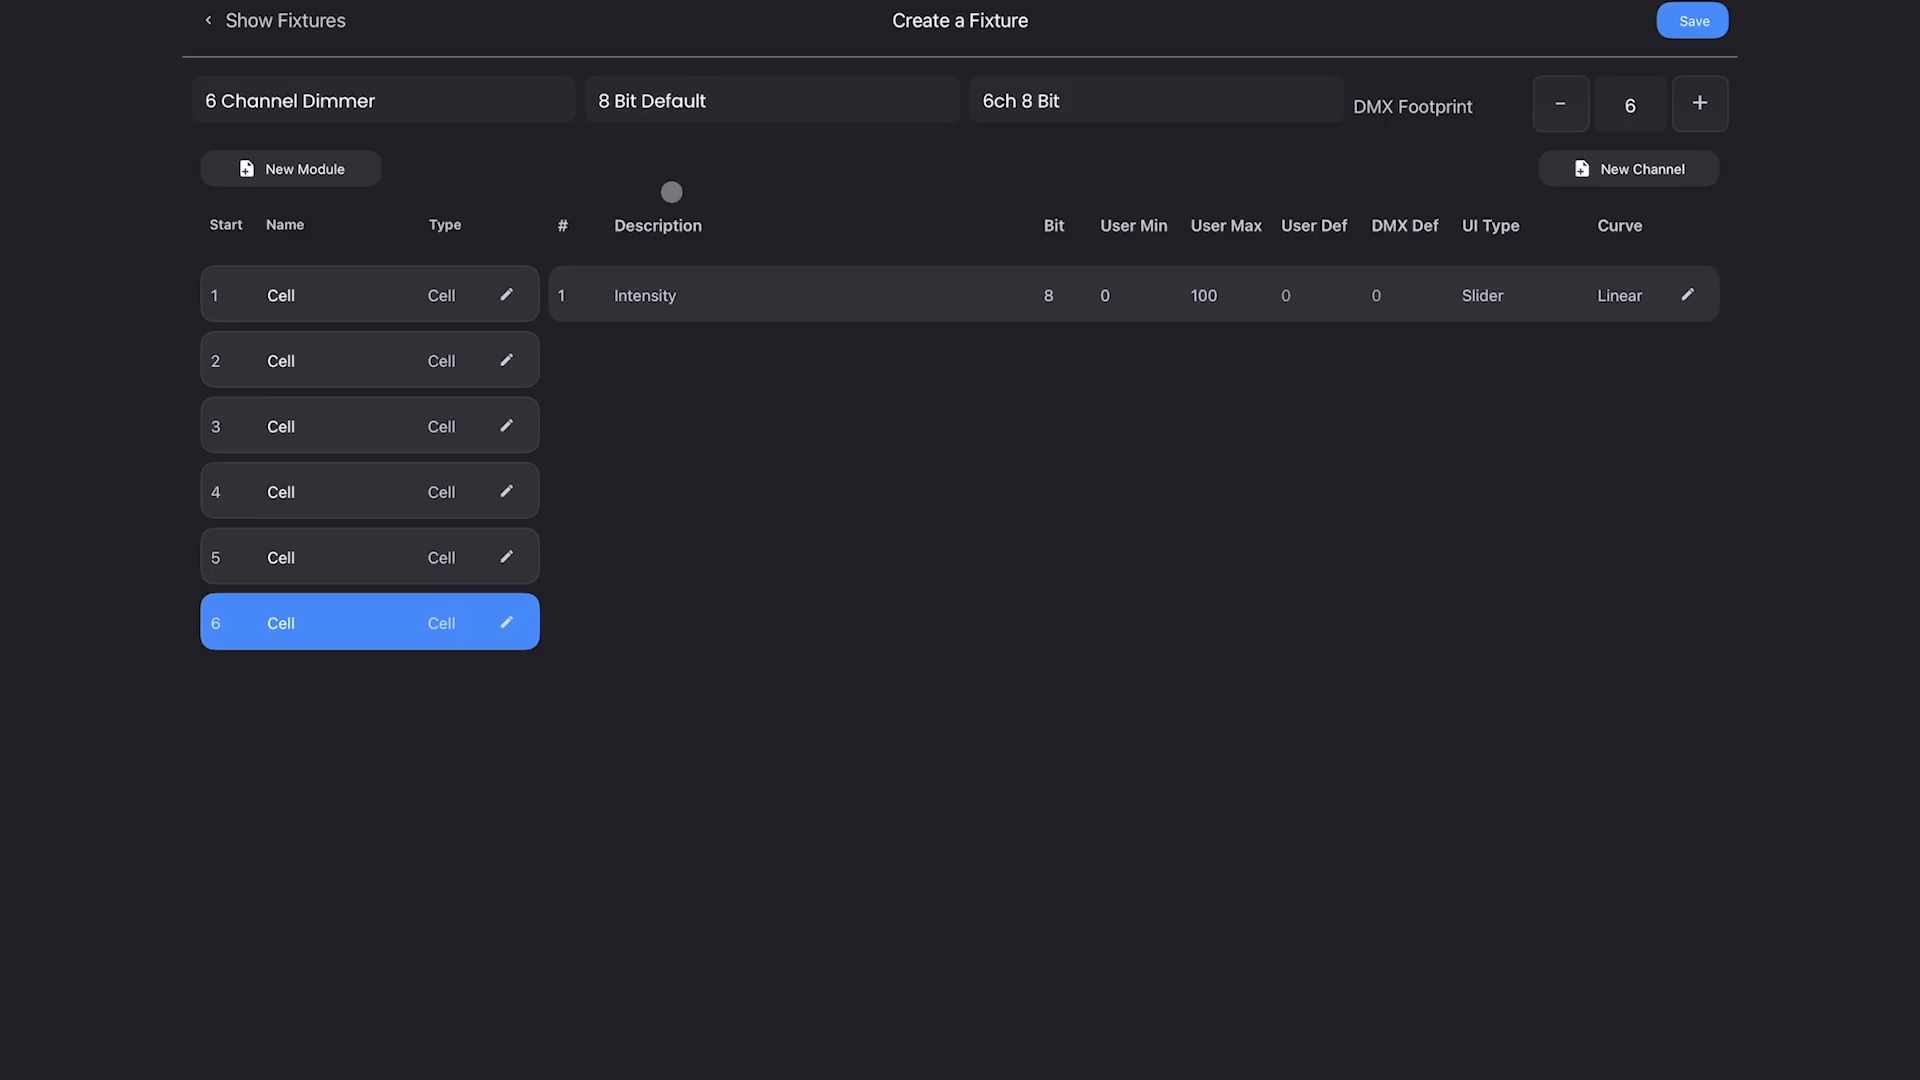 Show Fixtures
Create a Fixture
Save
6 Channel Dimmer
8 Bit Default
6ch 8 Bit
DMX Footprint
-
6
+
New Module
New Channel
Start Name Type
# Description Bit User Min User Max User Def DMX Def UI Type Curve
1 Cell Cell
1 Intensity 8 0 100 0 0 Slider Linear
2 Cell Cell
3 Cell Cell
4 Cell Cell
5 Cell Cell
6 Cell Cell